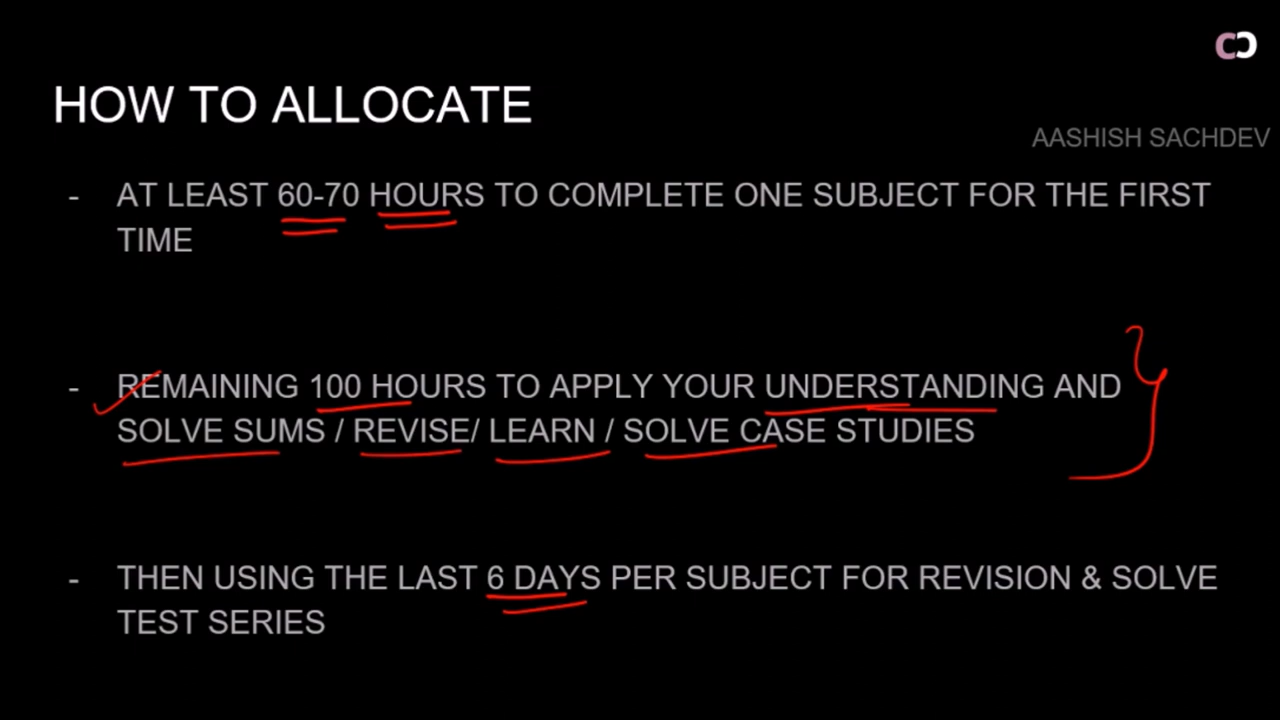 HOW TO ALLOCATE
AASHISH SACHDEV
- AT LEAST 60-70 HOURS TO COMPLETE ONE SUBJECT FOR THE FIRST
TIME
- REMAINING 100 HOURS TO APPLY YOUR UNDERSTANDING AND
SOLVE SUMS / REVISE/ LEARN / SOLVE CASE STUDIES
- THEN USING THE LAST 6 DAYS PER SUBJECT FOR REVISION & SOLVE
TEST SERIES